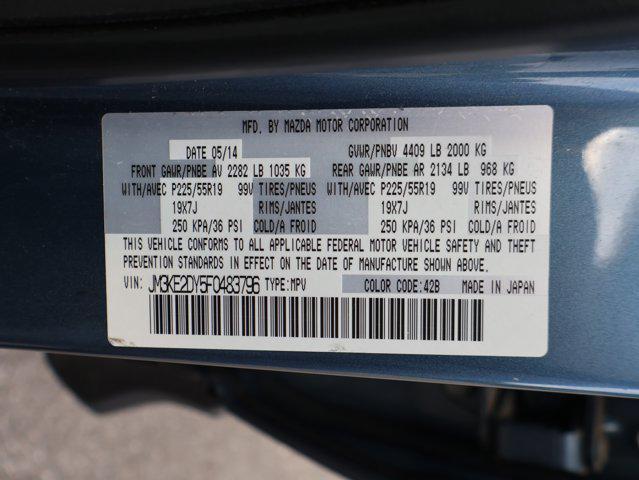 MFD. BY MAZDA MOTOR CORPORATION
DATE 05/14 GVWR/PNBV 4409 LB 2000 KG
FRONT GAWR/PNBE AV 2282 LB 1035 KG REAR GAWR/PNBE AR 2134 LB 968 KG
WITH/AVEC P225/55R19 99V TIRES/PNEUS WITH/AVEC P225/55R19 99V TIRES/PNEUS
19X7J RIMS/JANTES 19X7J RIMS/JANTES
250 KPA/36 PSI COLD/A FROID 250 KPA/36 PSI COLD/A FROID
THIS VEHICLE CONFORMS TO ALL APPLICABLE FEDERAL MOTOR VEHICLE SAFETY AND THEFT
PREVENTION STANDARDS IN EFFECT ON THE DATE OF MANUFACTURE SHOWN ABOVE.
VIN: JM3KE2DY5F0483796 TYPE:MPV COLOR CODE:42B MADE IN JAPAN